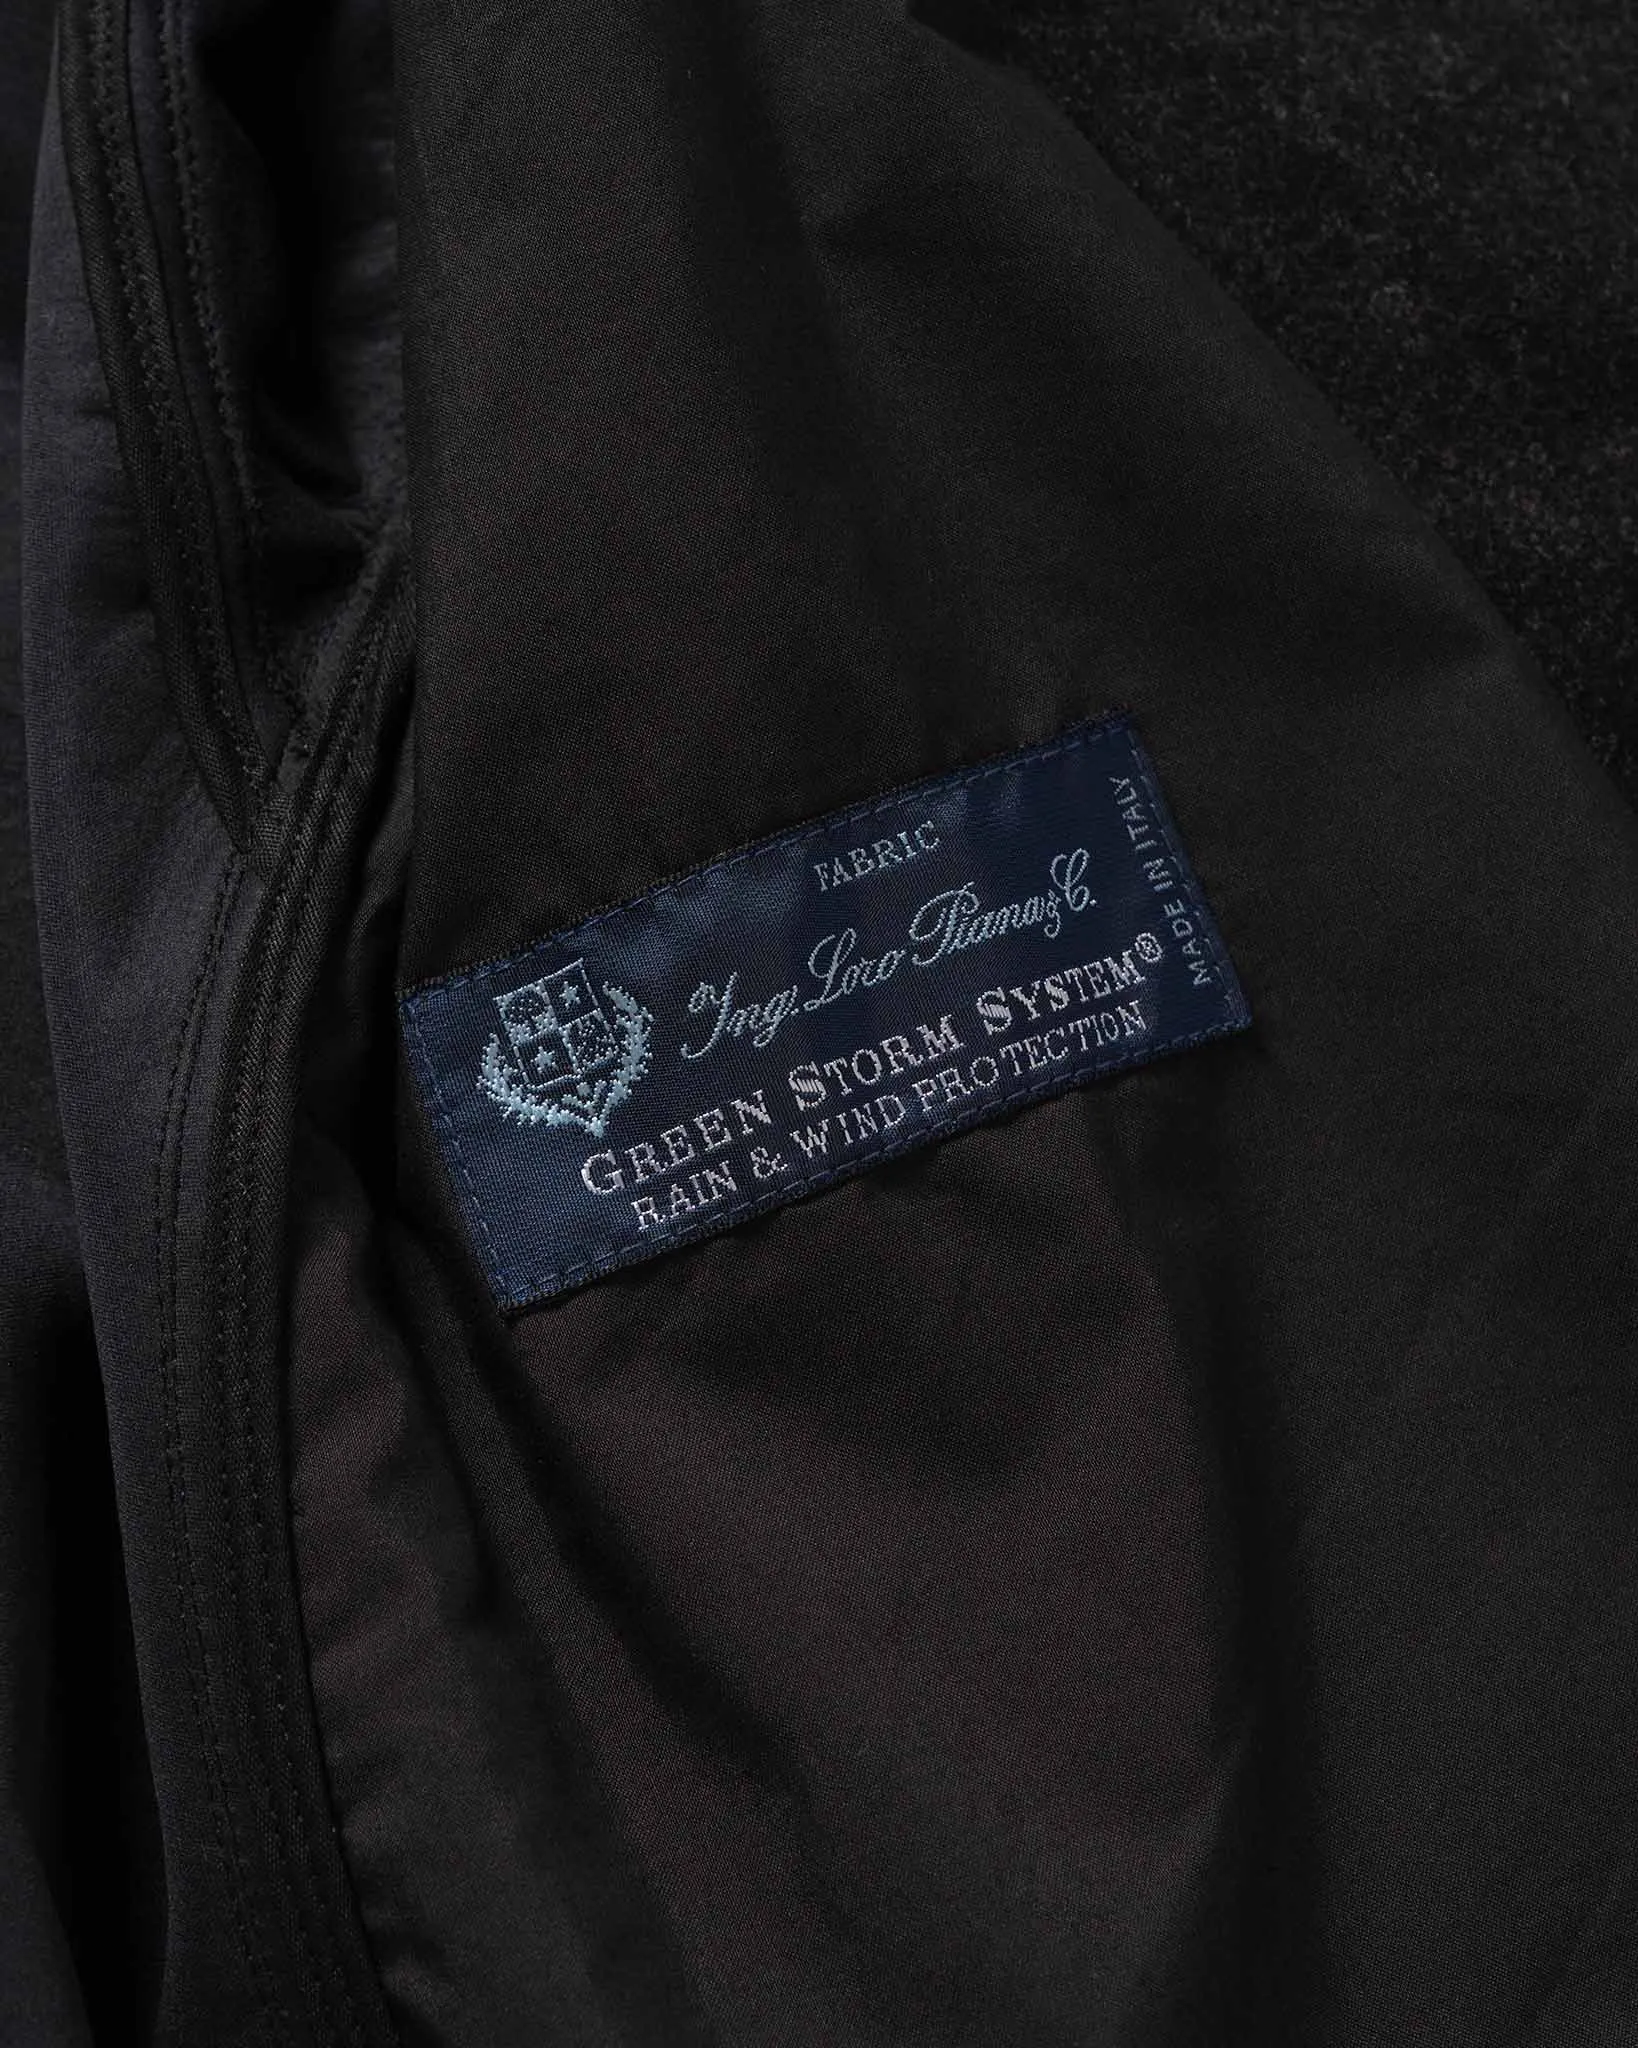 FABRIC
Ing. Loro Piana & C.
GREEN STORM SYSTEM®
RAIN & WIND PROTECTION
MADE IN ITALY